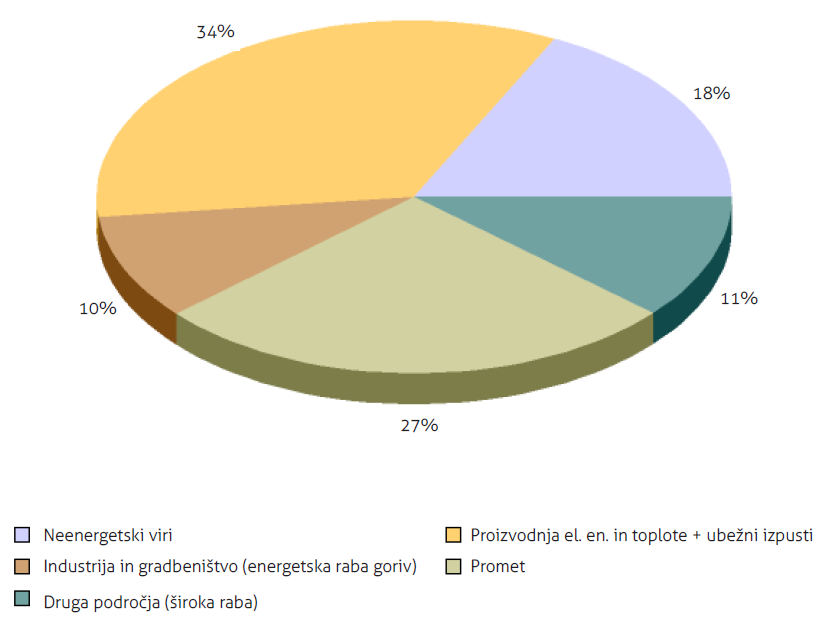 34%
18%
10%
11%
27%
Neenergetski viri
Proizvodnja el. en. in toplote + ubežni izpusti
Industrija in gradbeništvo (energetska raba goriv)
Promet
Druga področja (široka raba)